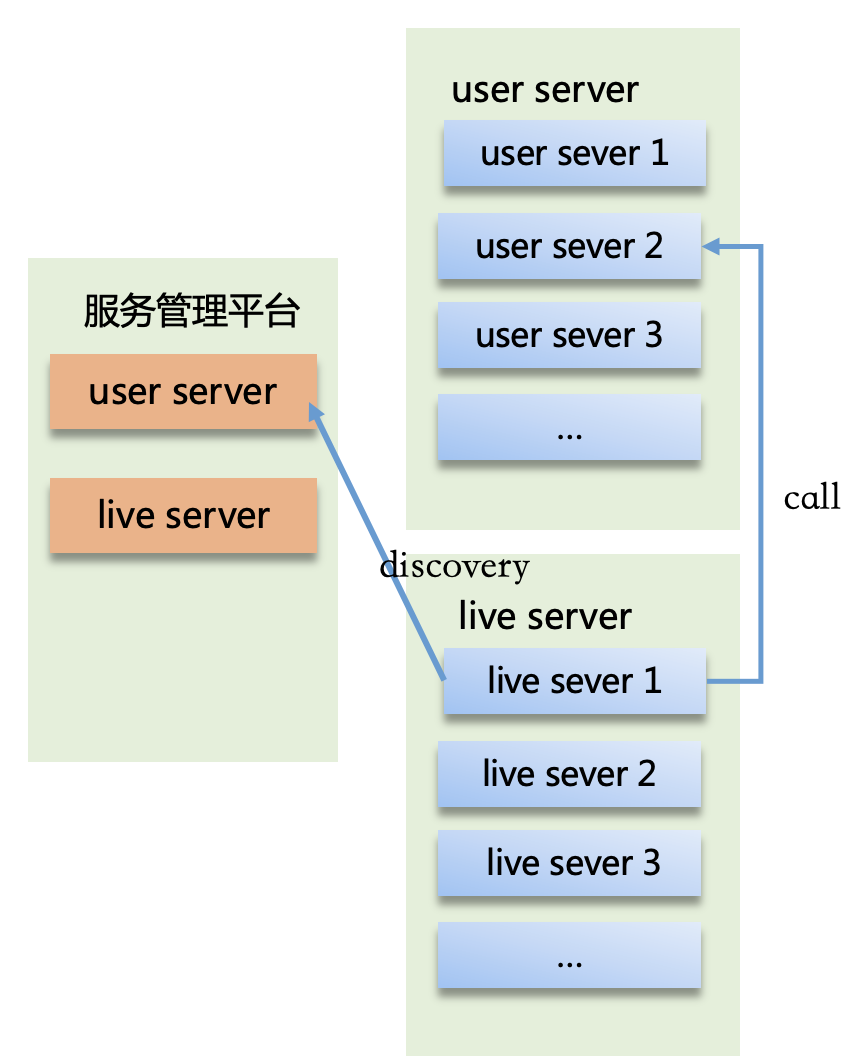 服务管理平台
user server
live server
user server
user sever 1
user sever 2
user sever 3
...
call
discovery
live server
live sever 1
live sever 2
live sever 3
...